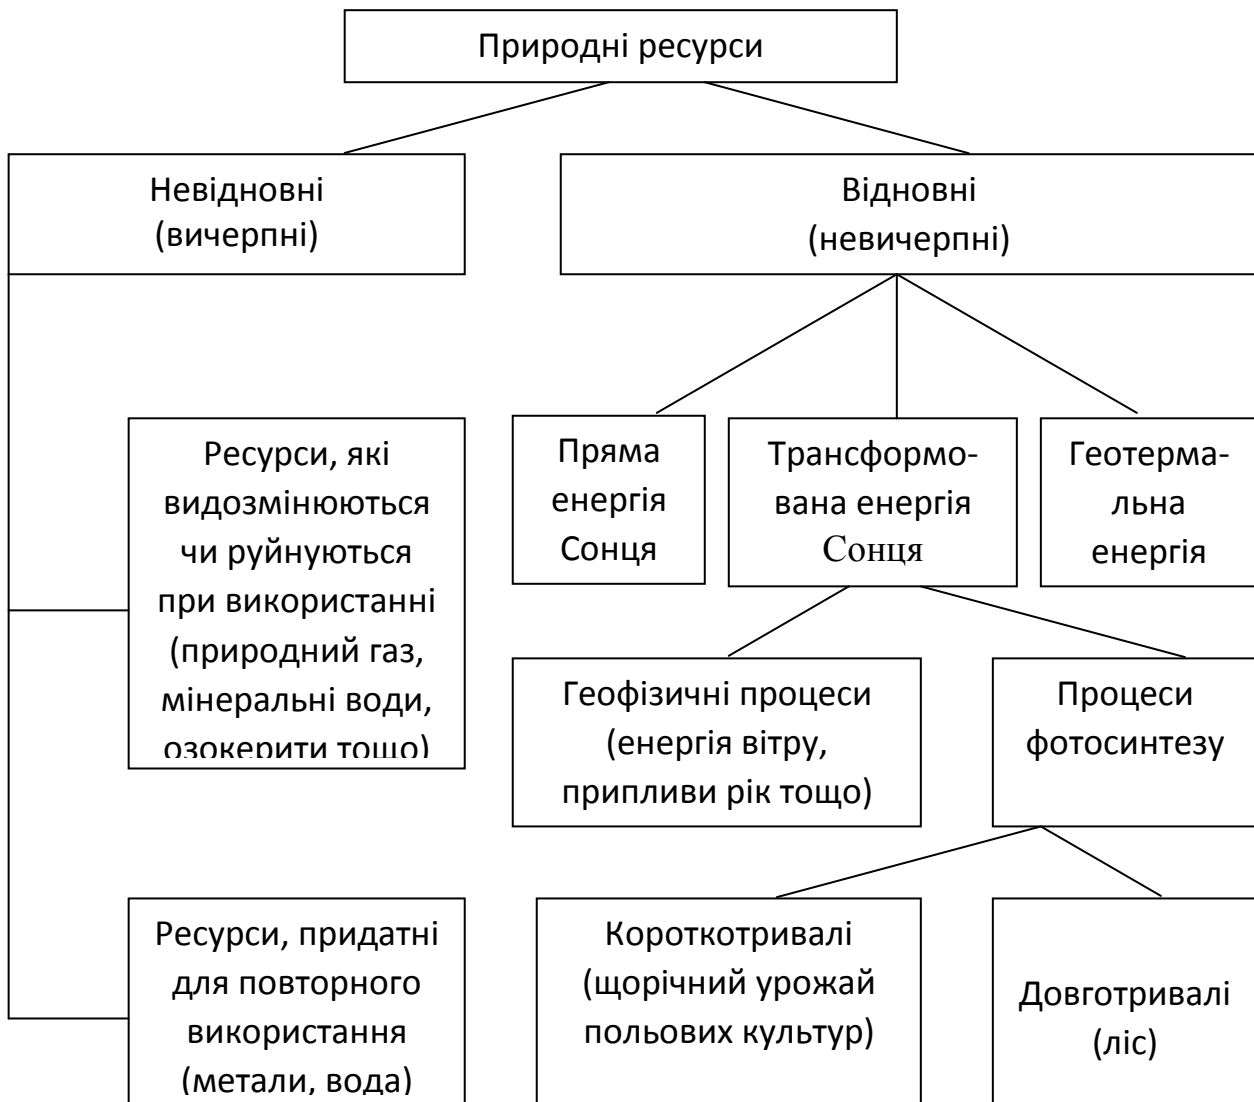 Природні ресурси
Невідновні
(вичерпні)
Відновні
(невичерпні)
Ресурси, які
видозмінюються
чи руйнуються
при використанні
(природний газ,
мінеральні води,
озокерити тощо)
Пряма
енергія
Сонця
Трансформо-
вана енергія
Сонця
Геотерма-
льна
енергія
Геофізичні процеси
(енергія вітру,
припливи рік тощо)
Процеси
фотосинтезу
Ресурси, придатні
для повторного
використання
(метали, вода)
Короткотривалі
(щорічний урожай
польових культур)
Довготривалі
(ліс)